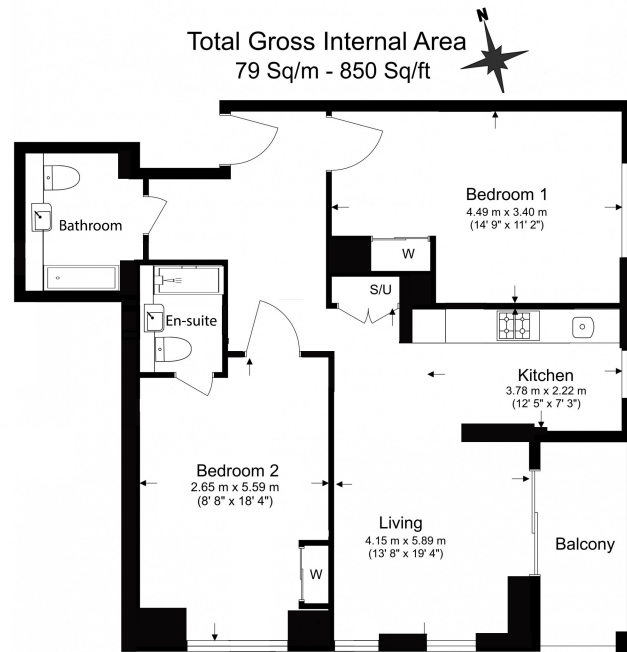 N
Total Gross Internal Area
79 Sq/m - 850 Sq/ft
Bedroom 1
4.49 m x 3.40 m
(14' 9" x 11' 2")
Bathroom
W
S/U
En-suite
Kitchen
3.78 m x 2.22 m
(12' 5" x 7' 3")
Bedroom 2
2.65 m x 5.59 m
(8' 8" x 18' 4")
Living
4.15 m x 5.89 m
(13' 8" x 19' 4")
Balcony
W